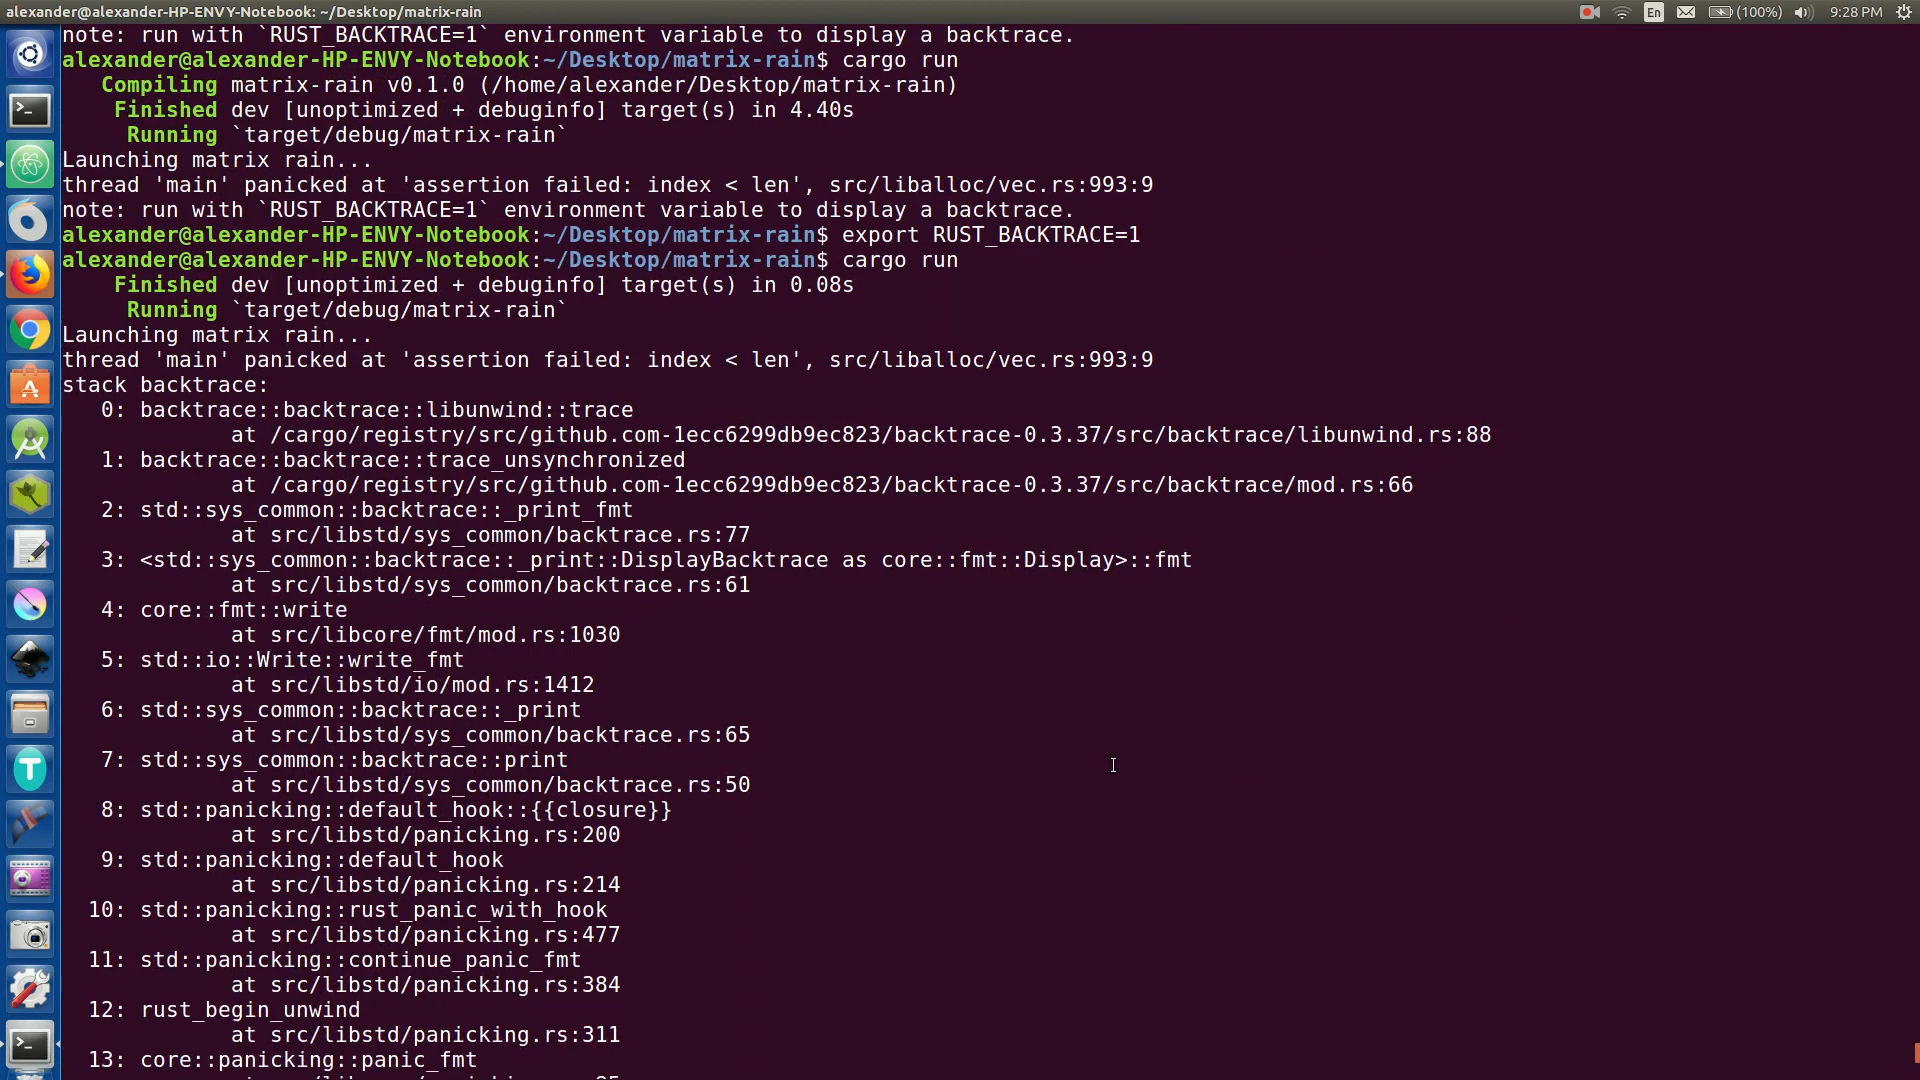 alexander@alexander-HP-ENVY-Notebook: ~/Desktop/matrix-rain
En
(100%)
9:28 PM
note: run with `RUST_BACKTRACE=1` environment variable to display a backtrace.
alexander@alexander-HP-ENVY-Notebook:~/Desktop/matrix-rain$ cargo run
   Compiling matrix-rain v0.1.0 (/home/alexander/Desktop/matrix-rain)
    Finished dev [unoptimized + debuginfo] target(s) in 4.40s
     Running `target/debug/matrix-rain`
Launching matrix rain...
thread 'main' panicked at 'assertion failed: index < len', src/liballoc/vec.rs:993:9
note: run with `RUST_BACKTRACE=1` environment variable to display a backtrace.
alexander@alexander-HP-ENVY-Notebook:~/Desktop/matrix-rain$ export RUST_BACKTRACE=1
alexander@alexander-HP-ENVY-Notebook:~/Desktop/matrix-rain$ cargo run
    Finished dev [unoptimized + debuginfo] target(s) in 0.08s
     Running `target/debug/matrix-rain`
Launching matrix rain...
thread 'main' panicked at 'assertion failed: index < len', src/liballoc/vec.rs:993:9
stack backtrace:
   0: backtrace::backtrace::libunwind::trace
             at /cargo/registry/src/github.com-1ecc6299db9ec823/backtrace-0.3.37/src/backtrace/libunwind.rs:88
   1: backtrace::backtrace::trace_unsynchronized
             at /cargo/registry/src/github.com-1ecc6299db9ec823/backtrace-0.3.37/src/backtrace/mod.rs:66
   2: std::sys_common::backtrace::_print_fmt
             at src/libstd/sys_common/backtrace.rs:77
   3: <std::sys_common::backtrace::_print::DisplayBacktrace as core::fmt::Display>::fmt
             at src/libstd/sys_common/backtrace.rs:61
   4: core::fmt::write
             at src/libcore/fmt/mod.rs:1030
   5: std::io::Write::write_fmt
             at src/libstd/io/mod.rs:1412
   6: std::sys_common::backtrace::_print
             at src/libstd/sys_common/backtrace.rs:65
   7: std::sys_common::backtrace::print
             at src/libstd/sys_common/backtrace.rs:50
   8: std::panicking::default_hook::{{closure}}
             at src/libstd/panicking.rs:200
   9: std::panicking::default_hook
             at src/libstd/panicking.rs:214
  10: std::panicking::rust_panic_with_hook
             at src/libstd/panicking.rs:477
  11: std::panicking::continue_panic_fmt
             at src/libstd/panicking.rs:384
  12: rust_begin_unwind
             at src/libstd/panicking.rs:311
  13: core::panicking::panic_fmt